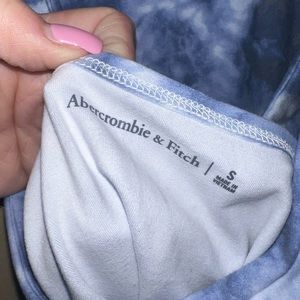 Abercrombie & Fitch | S
MADE IN
VIETNAM